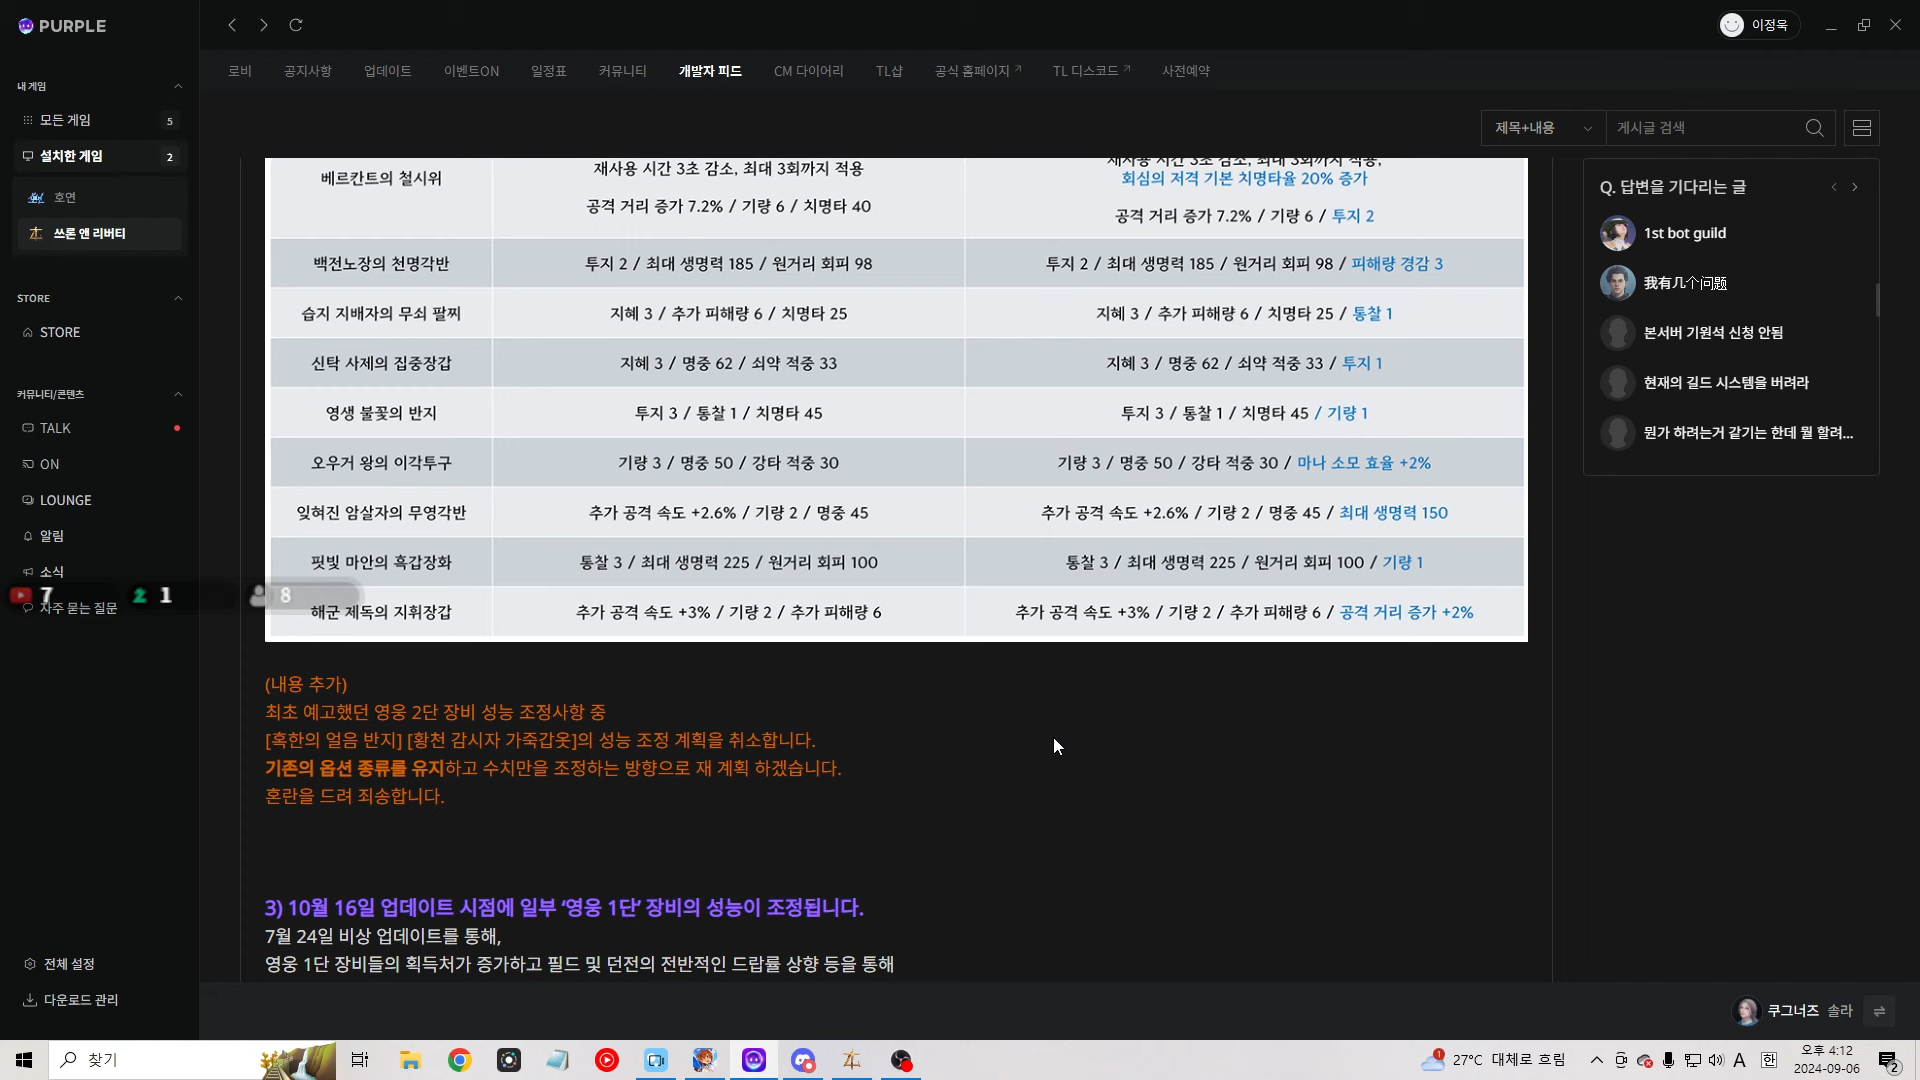 PURPLE
이정욱
로비 공지사항 업데이트 이벤트ON 일정표 커뮤니티 개발자 피드 CM 다이어리 TL샵 공식 홈페이지 TL 디스코드 사전예약
내 게임
모든 게임 5
설치한 게임 2
호연
쓰론 앤 리버티
STORE
STORE
커뮤니티/콘텐츠
TALK
ON
LOUNGE
알림
소식
자주 묻는 질문
7 1 8
전체 설정
다운로드 관리
제목+내용 게시글 검색
베르칸트의 철시위
재사용 시간 3초 감소, 최대 3회까지 적용
공격 거리 증가 7.2% / 기량 6 / 치명타 40
재사용 시간 3초 감소, 최대 3회까지 적용,
회심의 저격 기본 치명타율 20% 증가
공격 거리 증가 7.2% / 기량 6 / 투지 2
백전노장의 천명각반 투지 2 / 최대 생명력 185 / 원거리 회피 98 투지 2 / 최대 생명력 185 / 원거리 회피 98 / 피해량 경감 3
습지 지배자의 무쇠 팔찌 지혜 3 / 추가 피해량 6 / 치명타 25 지혜 3 / 추가 피해량 6 / 치명타 25 / 통찰 1
신탁 사제의 집중장갑 지혜 3 / 명중 62 / 쇠약 적중 33 지혜 3 / 명중 62 / 쇠약 적중 33 / 투지 1
영생 불꽃의 반지 투지 3 / 통찰 1 / 치명타 45 투지 3 / 통찰 1 / 치명타 45 / 기량 1
오우거 왕의 이각투구 기량 3 / 명중 50 / 강타 적중 30 기량 3 / 명중 50 / 강타 적중 30 / 마나 소모 효율 +2%
잊혀진 암살자의 무영각반 추가 공격 속도 +2.6% / 기량 2 / 명중 45 추가 공격 속도 +2.6% / 기량 2 / 명중 45 / 최대 생명력 150
핏빛 마안의 흑갑장화 통찰 3 / 최대 생명력 225 / 원거리 회피 100 통찰 3 / 최대 생명력 225 / 원거리 회피 100 / 기량 1
해군 제독의 지휘장갑 추가 공격 속도 +3% / 기량 2 / 추가 피해량 6 추가 공격 속도 +3% / 기량 2 / 추가 피해량 6 / 공격 거리 증가 +2%
(내용 추가)
최초 예고했던 영웅 2단 장비 성능 조정사항 중
[혹한의 얼음 반지] [황천 감시자 가죽갑옷]의 성능 조정 계획을 취소합니다.
기존의 옵션 종류를 유지하고 수치만을 조정하는 방향으로 재 계획 하겠습니다.
혼란을 드려 죄송합니다.
3) 10월 16일 업데이트 시점에 일부 ‘영웅 1단’ 장비의 성능이 조정됩니다.
7월 24일 비상 업데이트를 통해,
영웅 1단 장비들의 획득처가 증가하고 필드 및 던전의 전반적인 드랍률 상향 등을 통해
Q. 답변을 기다리는 글
1st bot guild
我有几个问题
본서버 기원석 신청 안됨
현재의 길드 시스템을 버려라
뭔가 하려는거 같기는 한데 뭘 할려...
쿠그너즈 솔라
찾기
1 27°C 대체로 흐림 A 한
오후 4:12
2024-09-06
2